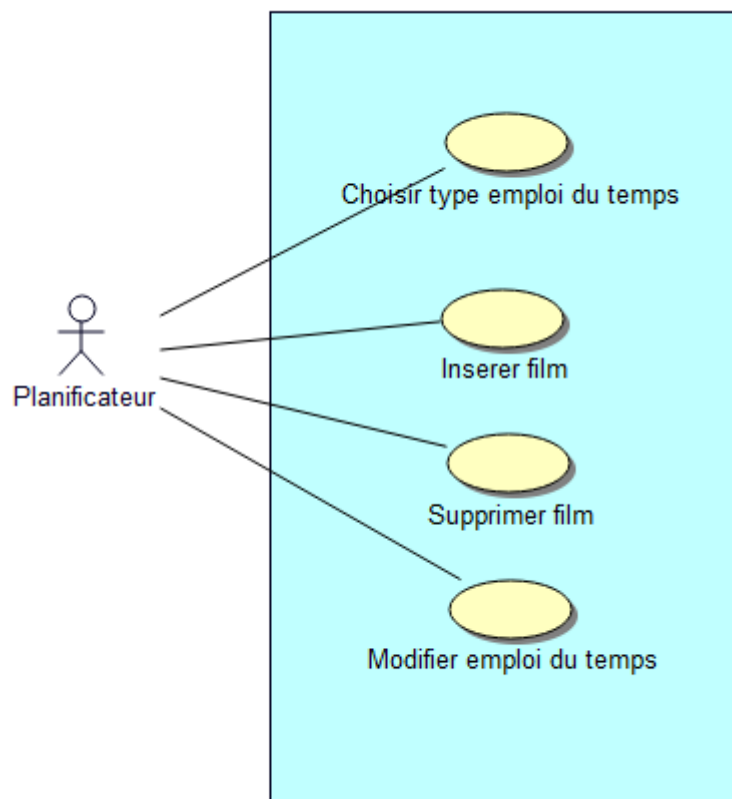 Choisir type emploi du temps
Planificateur
Inserer film
Supprimer film
Modifier emploi du temps